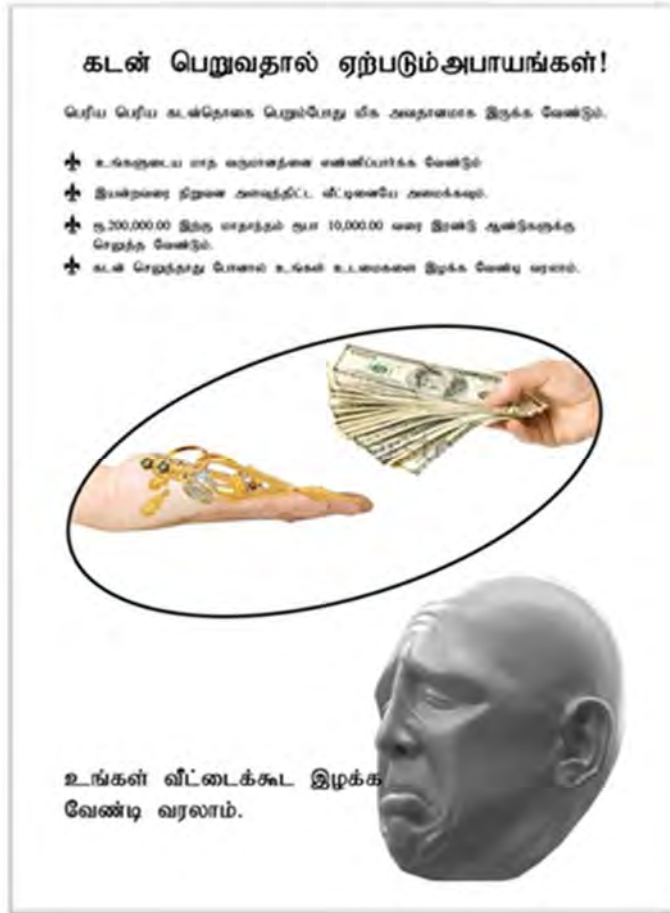 கடன் பெறுவதால் ஏற்படும்அபாயங்கள்!
பெரிய பெரிய கடன்தொகை பெறும்போது மிக அவதானமாக இருக்க வேண்டும்.
உங்களுடைய மாத வருமானத்னை எண்ணிப்பார்க்க வேண்டும்
இயன்றவரை நிறுவன அளவுத்திட்ட வீட்டினையே அமைக்கவும்.
ரூ.200,000.00 இற்கு மாதாந்தம் ரூபா 10,000.00 வரை இரண்டு ஆண்டுகளுக்கு
செலுத்த வேண்டும்.
கடன் செலுத்தாது போனால் உங்கள் உடமைகளை இழக்க வேண்டி வரலாம்.
உங்கள் வீட்டைக்கூட இழக்க
வேண்டி வரலாம்.